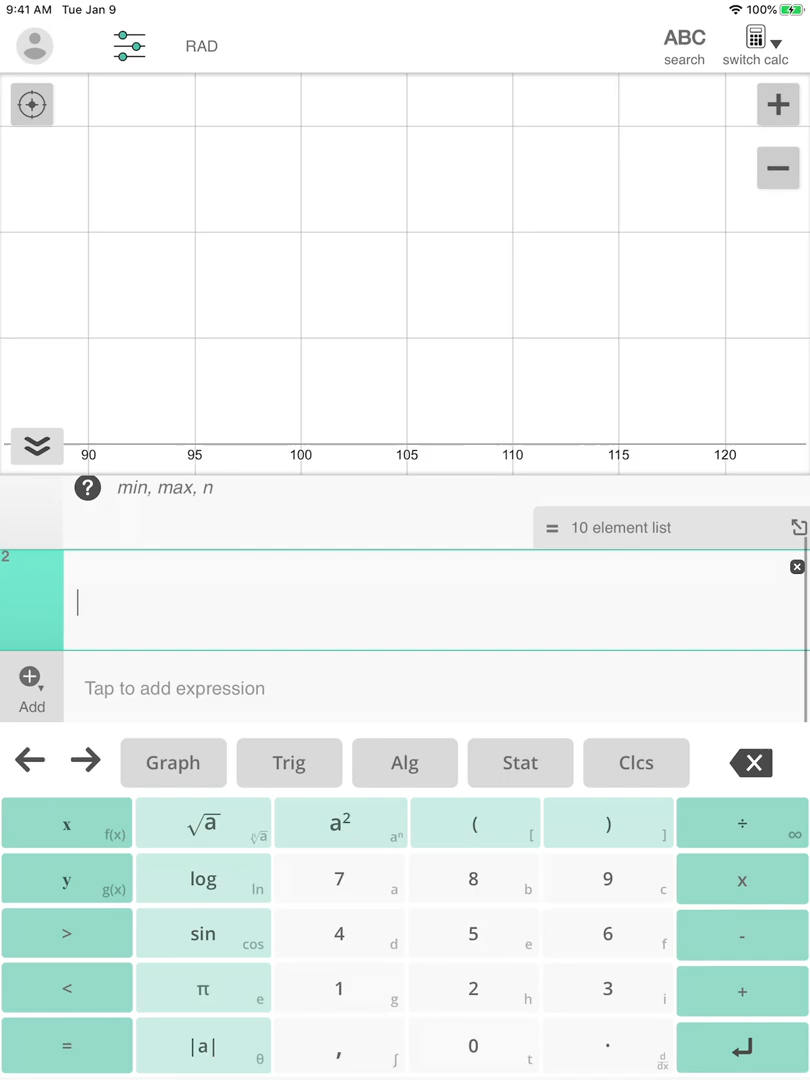 9:41 AM Tue Jan 9 100%
RAD
ABC
search
switch calc
90 95 100 105 110 115 120
? min, max, n
= 10 element list
2
Add
Tap to add expression
Graph Trig Alg Stat Clcs
x f(x) √a ⁿ√a a² aⁿ ( [ ) ] ÷ ∞
y g(x) log ln 7 a 8 b 9 c x
> sin cos 4 d 5 e 6 f -
< π e 1 g 2 h 3 i +
= |a| θ , ∫ 0 t . d/dx